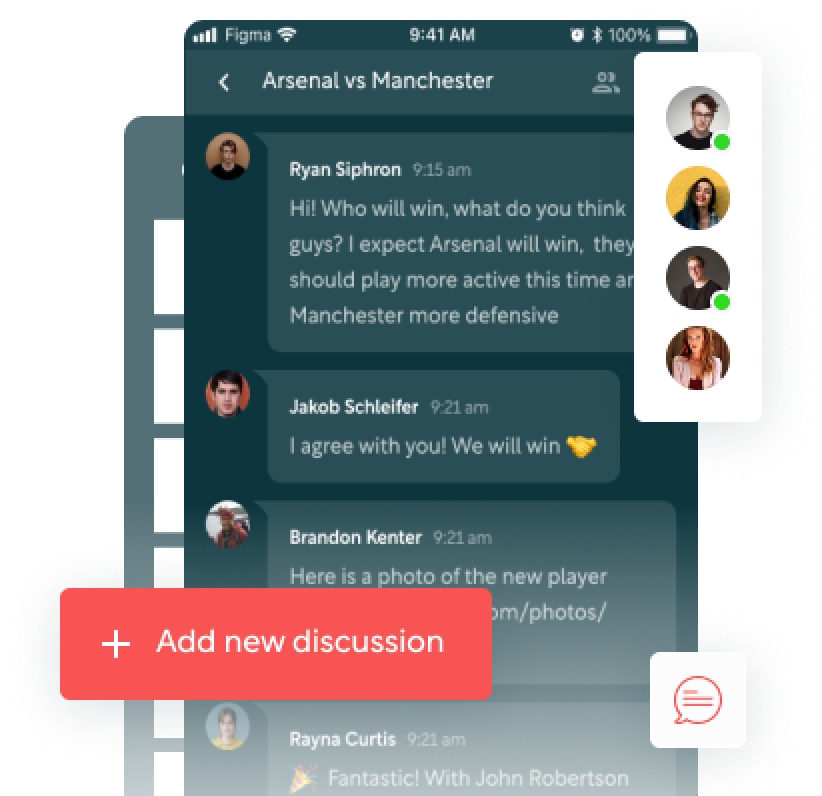 Figma 9:41 AM 100%
Arsenal vs Manchester
Ryan Siphron 9:15 am
Hi! Who will win, what do you think
guys? I expect Arsenal will win, they
should play more active this time
Manchester more defensive
Jakob Schleifer 9:21 am
I agree with you! We will win 🤝
Brandon Kenter 9:21 am
Here is a photo of the new player
om/photos/
+ Add new discussion
Rayna Curtis 9:21 am
🎉 Fantastic! With John Robertson